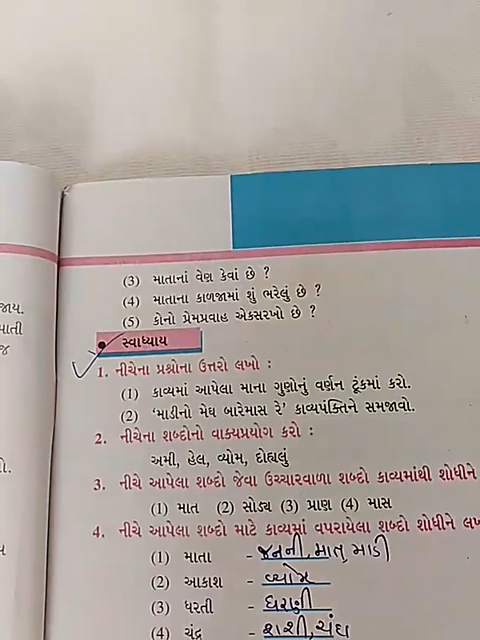 (3) માતાનાં વેણ કેવાં છે ?
(4) માતાના કાળજામાં શું ભરેલું છે ?
(5) કોનો પ્રેમપ્રવાહ એકસરખો છે ?
સ્વાધ્યાય
1. નીચેના પ્રશ્નોના ઉત્તરો લખો :
(1) કાવ્યમાં આપેલા માના ગુણોનું વર્ણન ટૂંકમાં કરો.
(2) 'માડીનો મેઘ બારેમાસ રે' કાવ્યપંક્તિને સમજાવો.
2. નીચેના શબ્દોનો વાક્યપ્રયોગ કરો :
અમી, હેલ, વ્યોમ, દોહ્યલું
3. નીચે આપેલા શબ્દો જેવા ઉચ્ચારવાળા શબ્દો કાવ્યમાંથી શોધીને
(1) માત (2) સોડ્ય (3) પ્રાણ (4) માસ
4. નીચે આપેલા શબ્દો માટે કાવ્યમાં વપરાયેલા શબ્દો શોધીને
(1) માતા - જનની, માતૃ માડી
(2) આકાશ - વ્યોમ
(3) ધરતી - ધરણી
(4) ચંદ્ર - શશી, ચંદ્ય